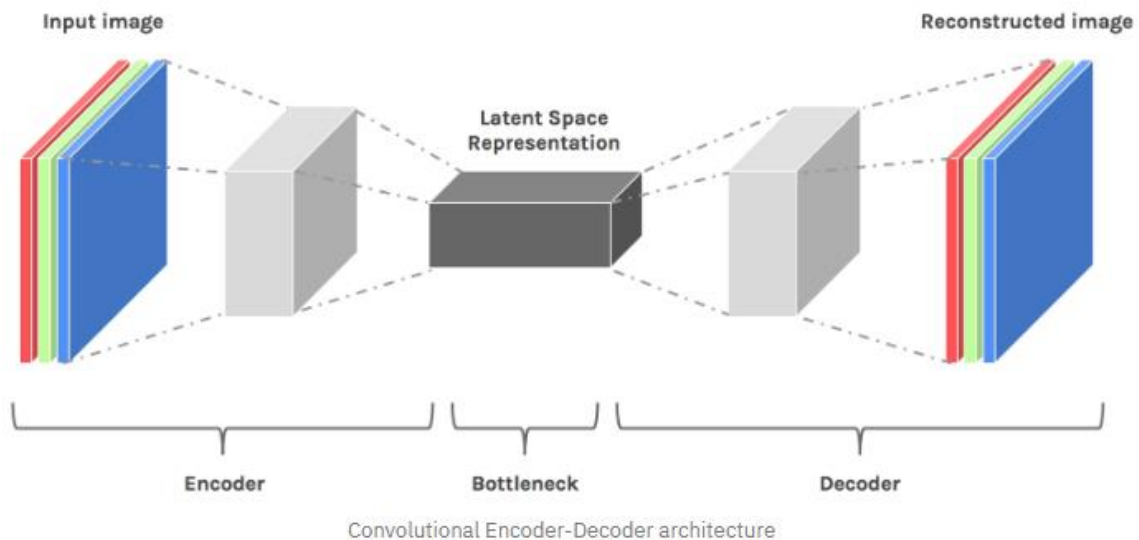 Input image
Reconstructed image
Latent Space
Representation
Encoder
Bottleneck
Decoder
Convolutional Encoder-Decoder architecture